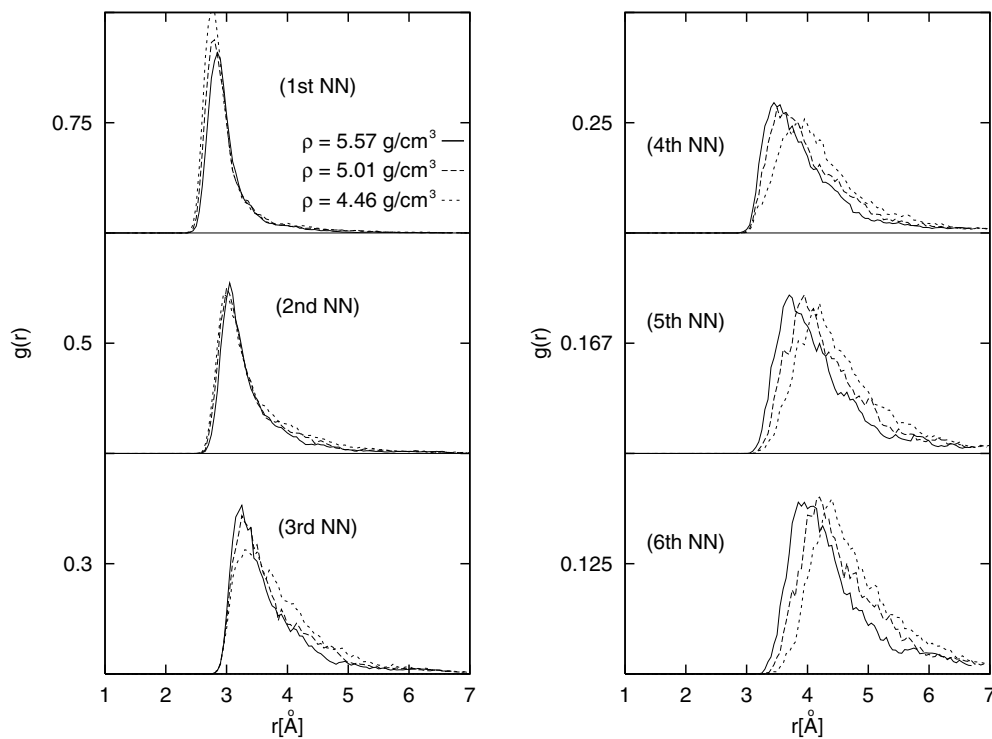 (1st NN)
0.75
ρ = 5.57 g/cm³
ρ = 5.01 g/cm³
ρ = 4.46 g/cm³
(2nd NN)
0.5
g(r)
(3rd NN)
0.3
1 2 3 4 5 6 7
r[Å]
(4th NN)
0.25
(5th NN)
0.167
g(r)
(6th NN)
0.125
1 2 3 4 5 6 7
r[Å]